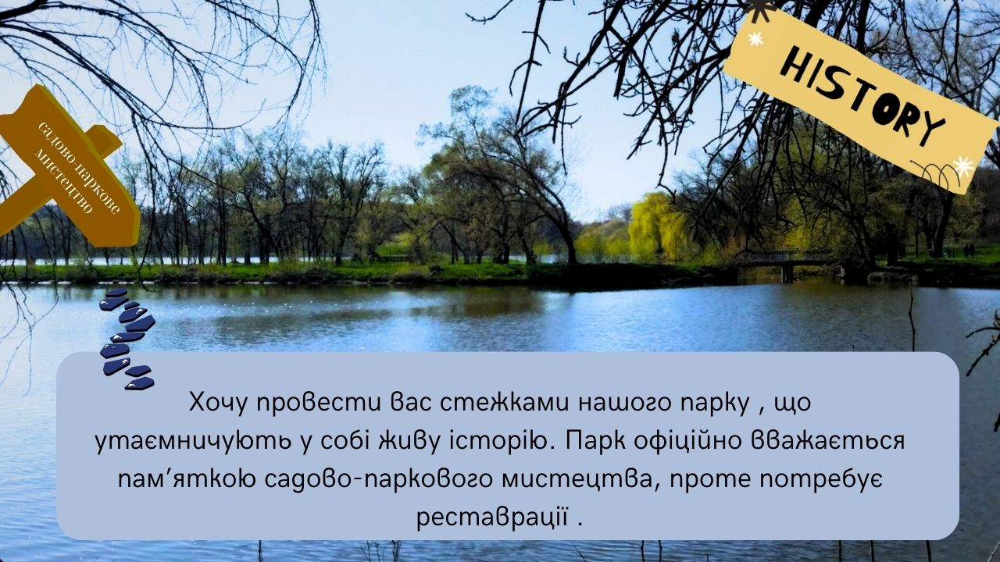 HISTORY
садово-паркове
мистецтво
Хочу провести вас стежками нашого парку , що
утаємничують у собі живу історію. Парк офіційно вважається
пам’яткою садово-паркового мистецтва, проте потребує
реставрації .